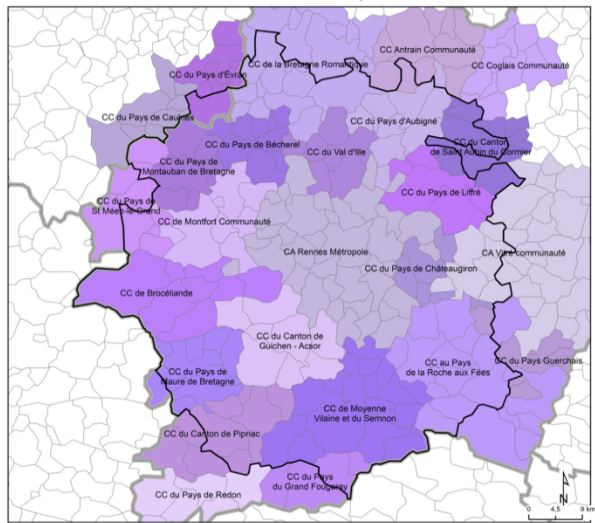 CC Antrain Communauté
CC de la Bretagne Romantique
CC Coglais Communauté
CC du Pays d'Évran
CC du Pays de Caulnes
CC du Pays d'Aubigné
CC du Pays de Bécherel
CC du Val d'Ille
CC du Canton
de Saint Aubin du Cormier
CC du Pays de
Montauban de Bretagne
CC du Pays de Liffré
CC du Pays de
St Méen-le-Grand
CC de Montfort Communauté
CA Rennes Métropole
CA Vitré communauté
CC du Pays de Châteaugiron
CC de Brocéliande
CC du Canton de
Guichen - Acsor
CC du Pays de
Maure de Bretagne
CC au Pays
de la Roche aux Fées
CC du Pays Guerchais
CC de Moyenne
Vilaine et du Semnon
CC du Canton de Pipriac
CC du Pays
du Grand Fougeray
CC du Pays de Redon
N
0 4,5 9 km